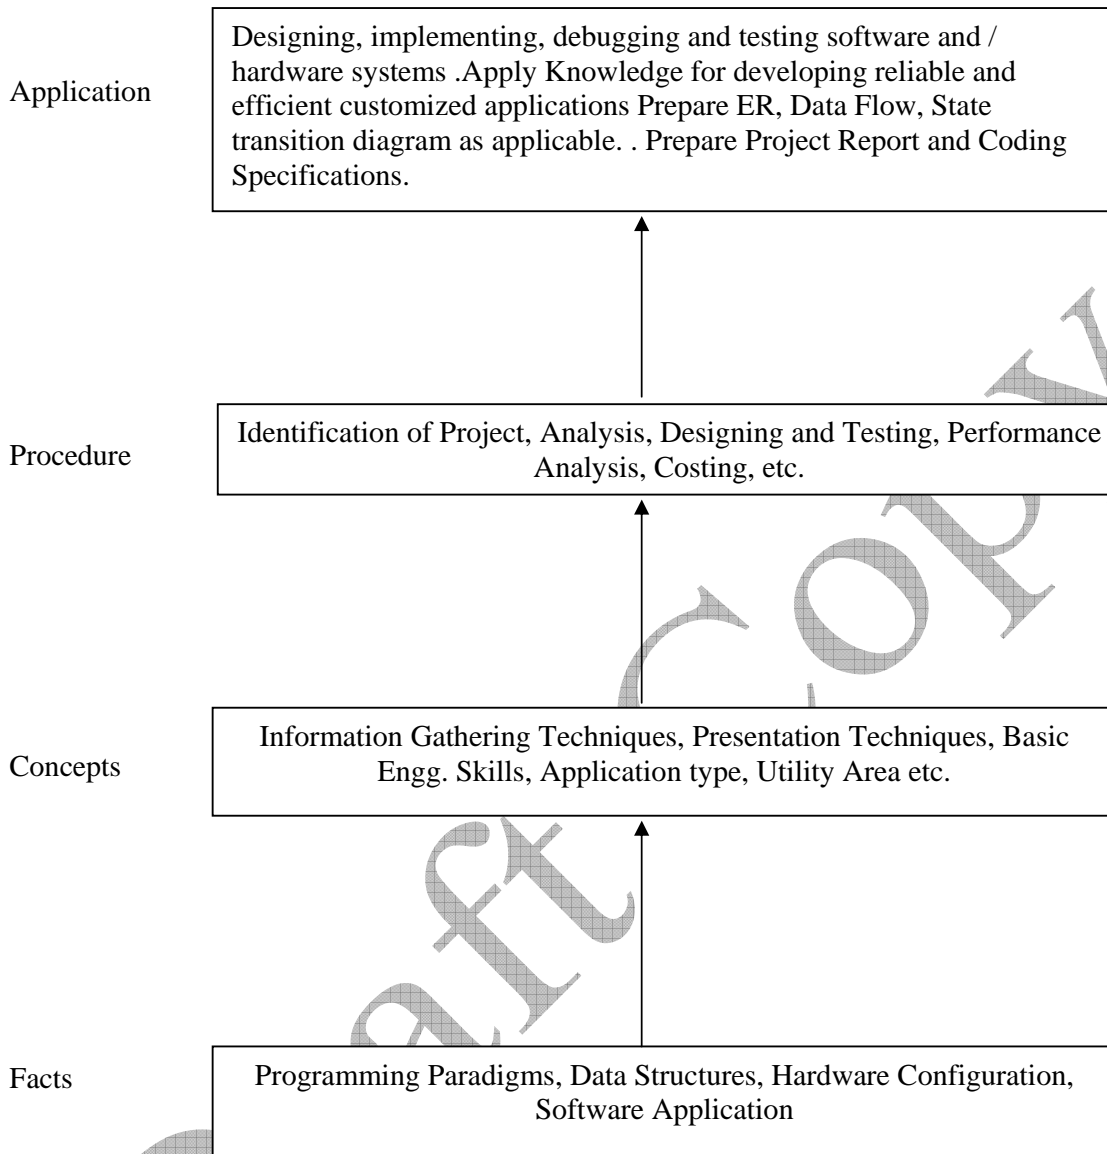 Application
Designing, implementing, debugging and testing software and /
hardware systems .Apply Knowledge for developing reliable and
efficient customized applications Prepare ER, Data Flow, State
transition diagram as applicable. . Prepare Project Report and Coding
Specifications.
Procedure
Identification of Project, Analysis, Designing and Testing, Performance
Analysis, Costing, etc.
Concepts
Information Gathering Techniques, Presentation Techniques, Basic
Engg. Skills, Application type, Utility Area etc.
Facts
Programming Paradigms, Data Structures, Hardware Configuration,
Software Application
aft Copy